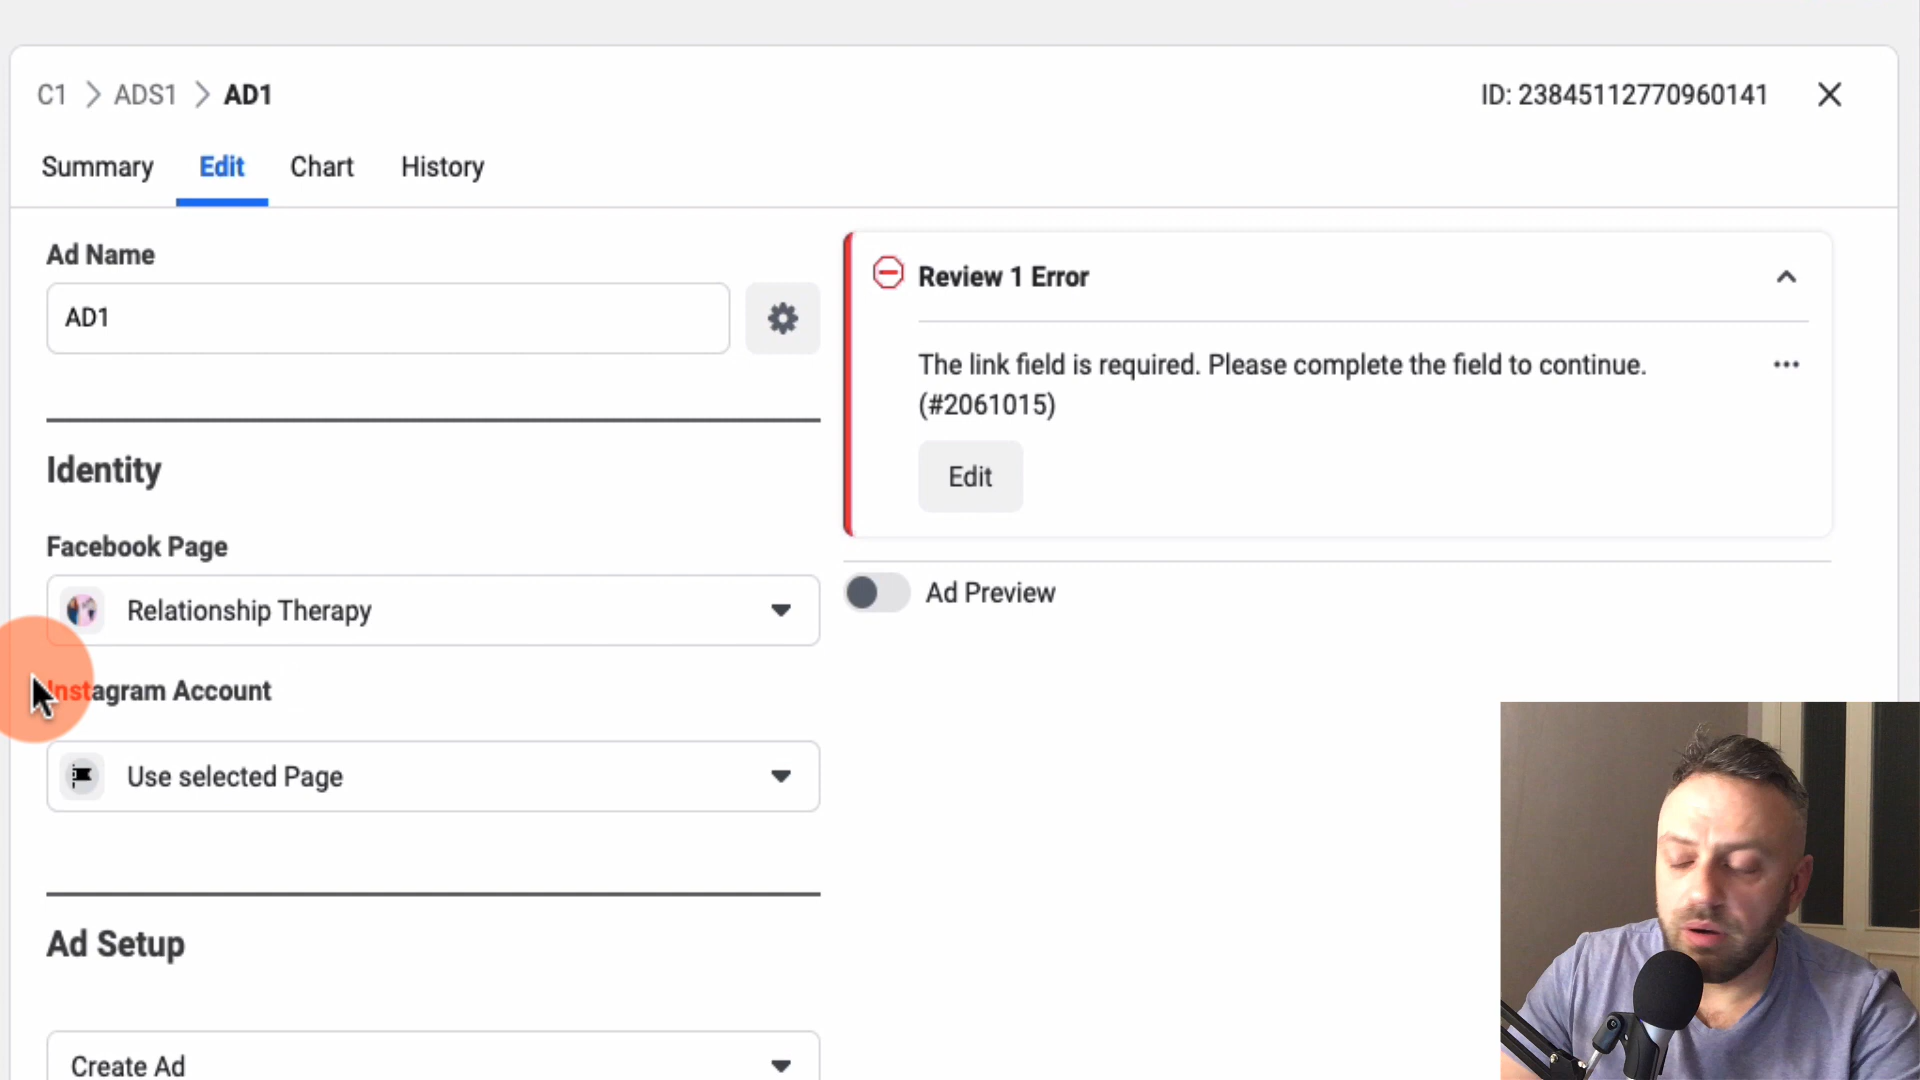 C1 > ADS1 > AD1
ID: 23845112770960141
Summary Edit Chart History
Ad Name
AD1
Identity
Facebook Page
Relationship Therapy
Instagram Account
Use selected Page
Ad Setup
Create Ad
Review 1 Error
The link field is required. Please complete the field to continue.
(#2061015)
Edit
Ad Preview